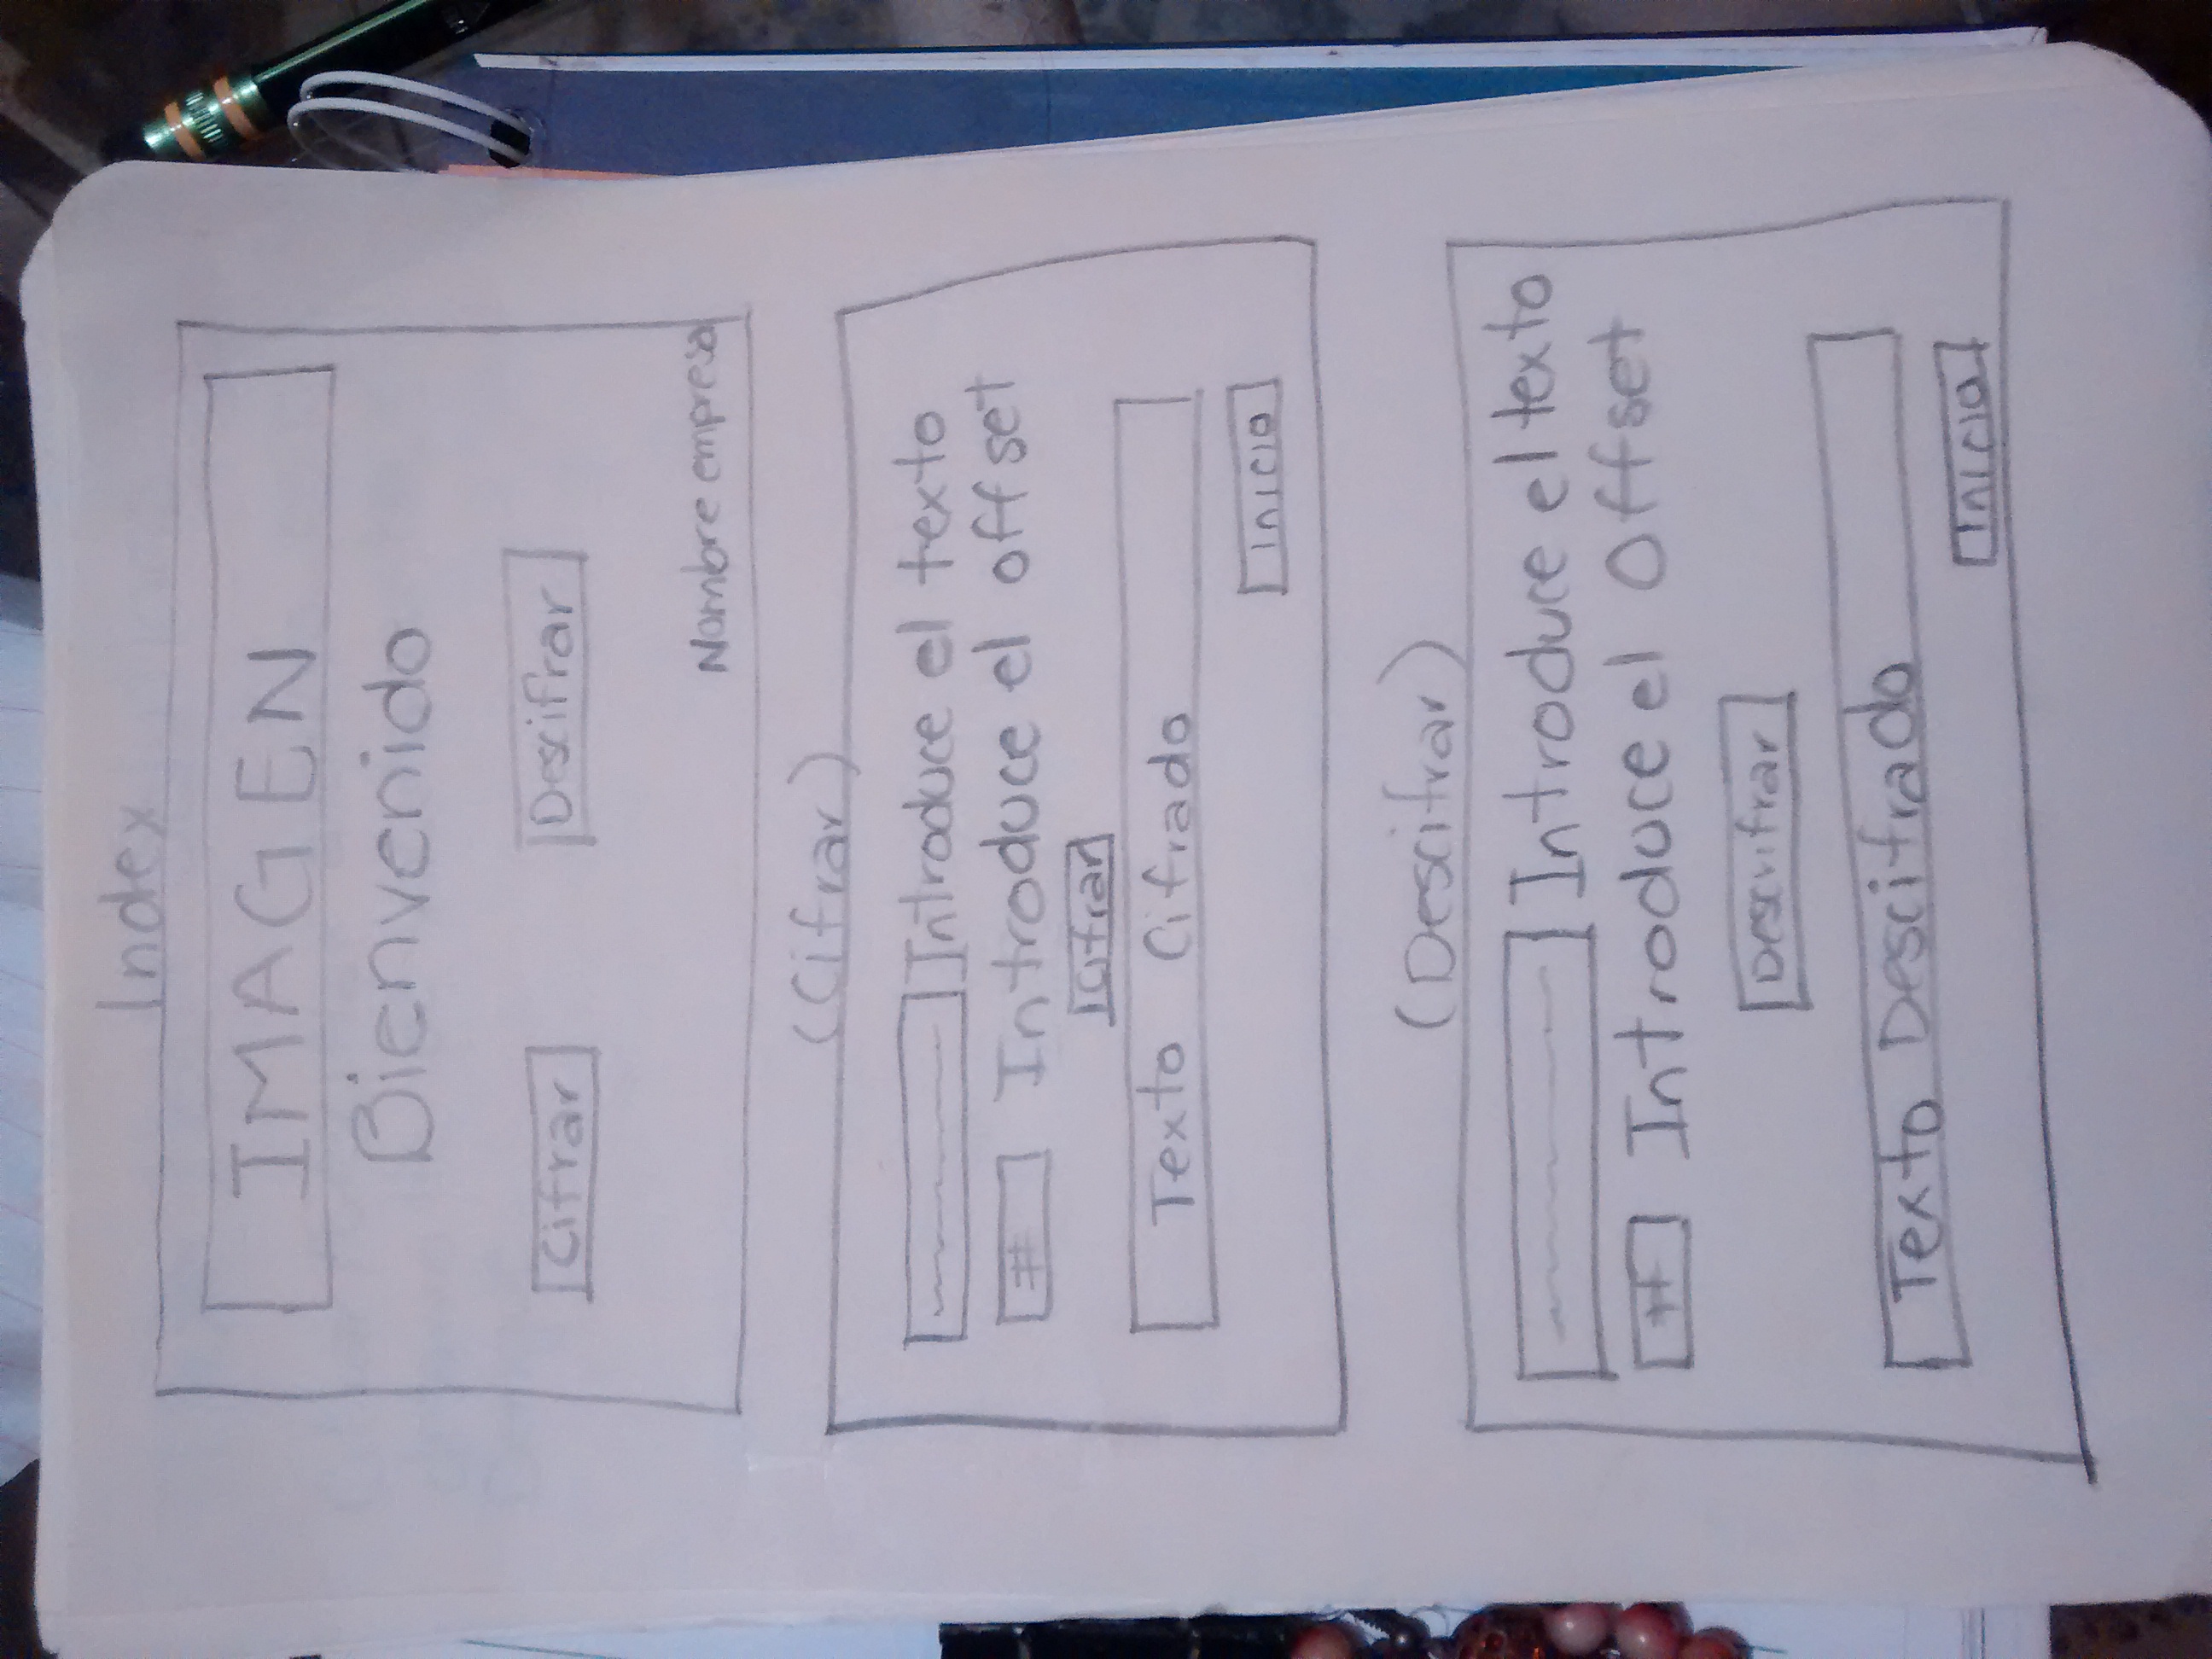 Index
IMAGEN
Bienvenido
Cifrar Descifrar
Nombre empresa
(Cifrar)
Introduce el texto
# Introduce el offset
Cifrar
Texto Cifrado
Inicio
(Descifrar)
Introduce el texto
# Introduce el Offset
Descifrar
Texto Descifrado
Inicio